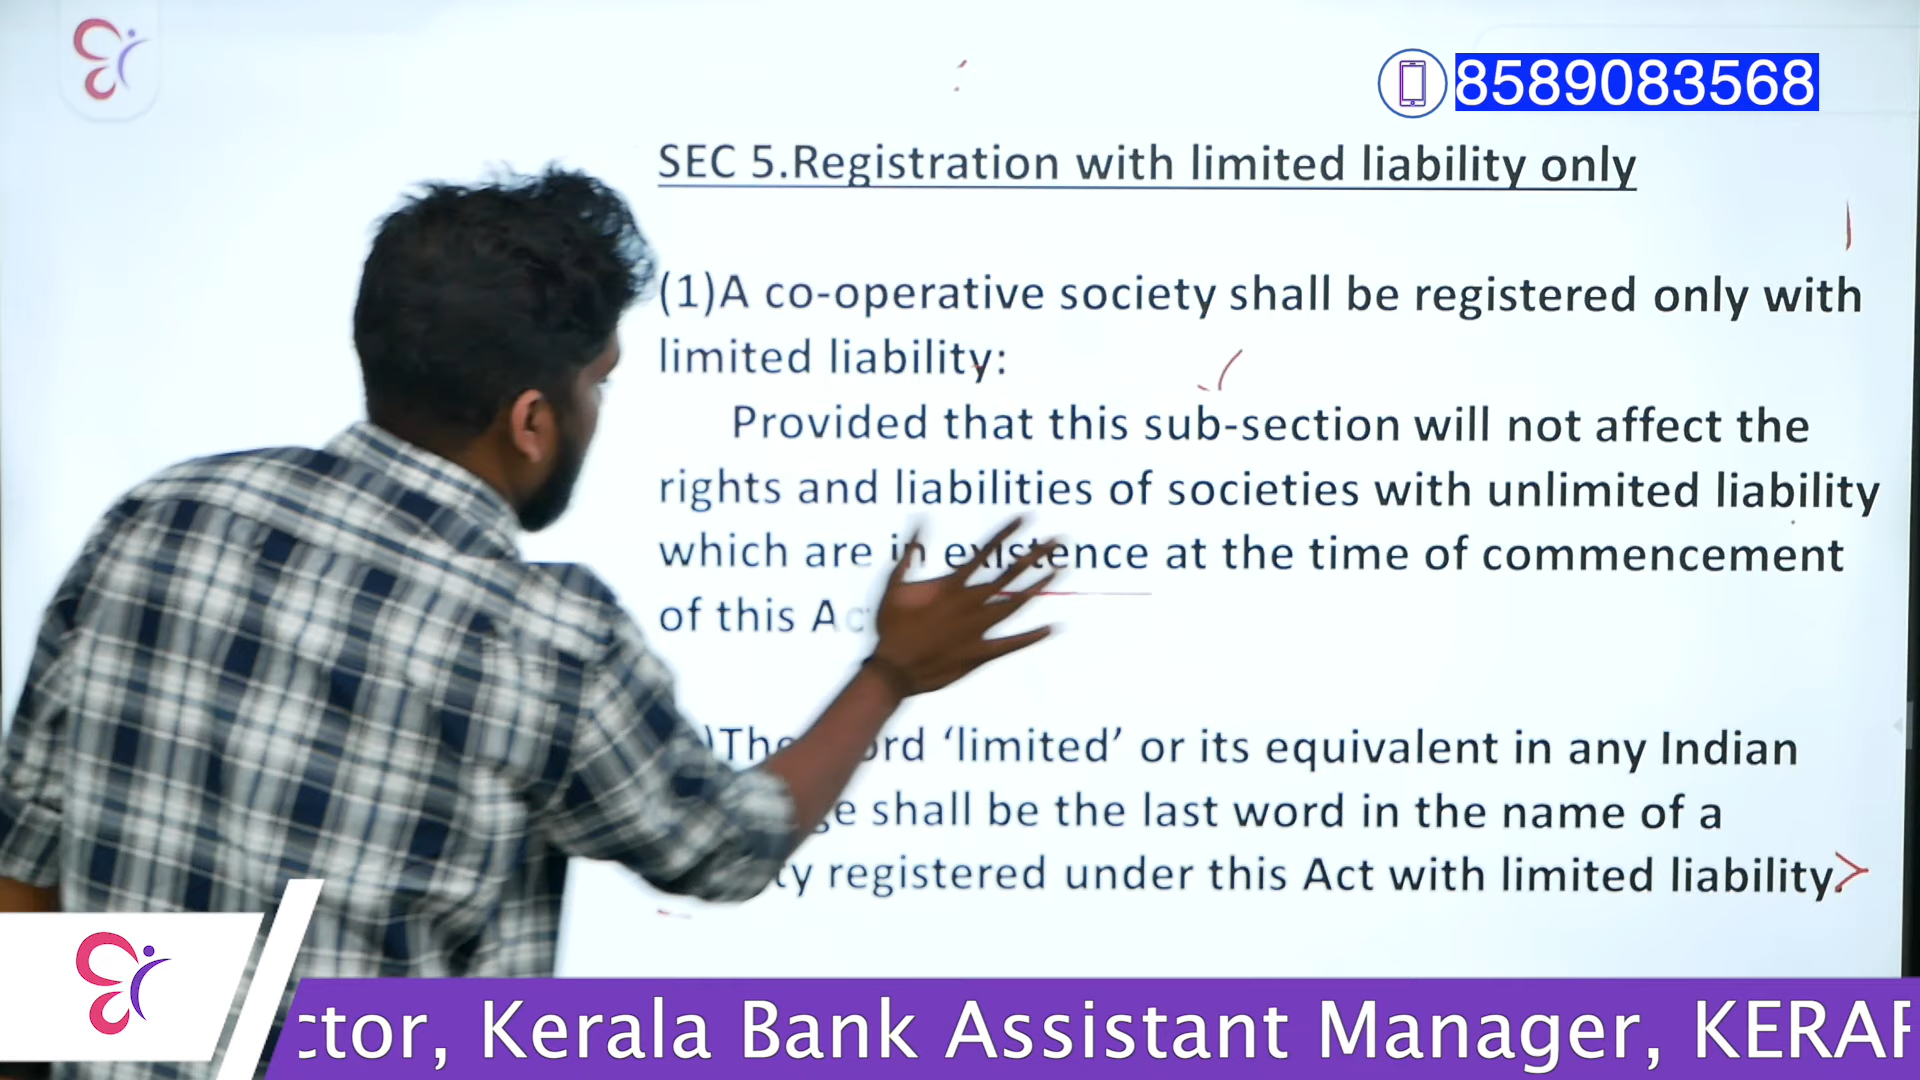 8589083568
SEC 5.Registration with limited liability only
(1)A co-operative society shall be registered only with
limited liability:
Provided that this sub-section will not affect the
rights and liabilities of societies with unlimited liability
which are in existence at the time of commencement
of this Act
‘limited’ or its equivalent in any Indian
shall be the last word in the name of a
registered under this Act with limited liability.
Kerala Bank Assistant Manager,